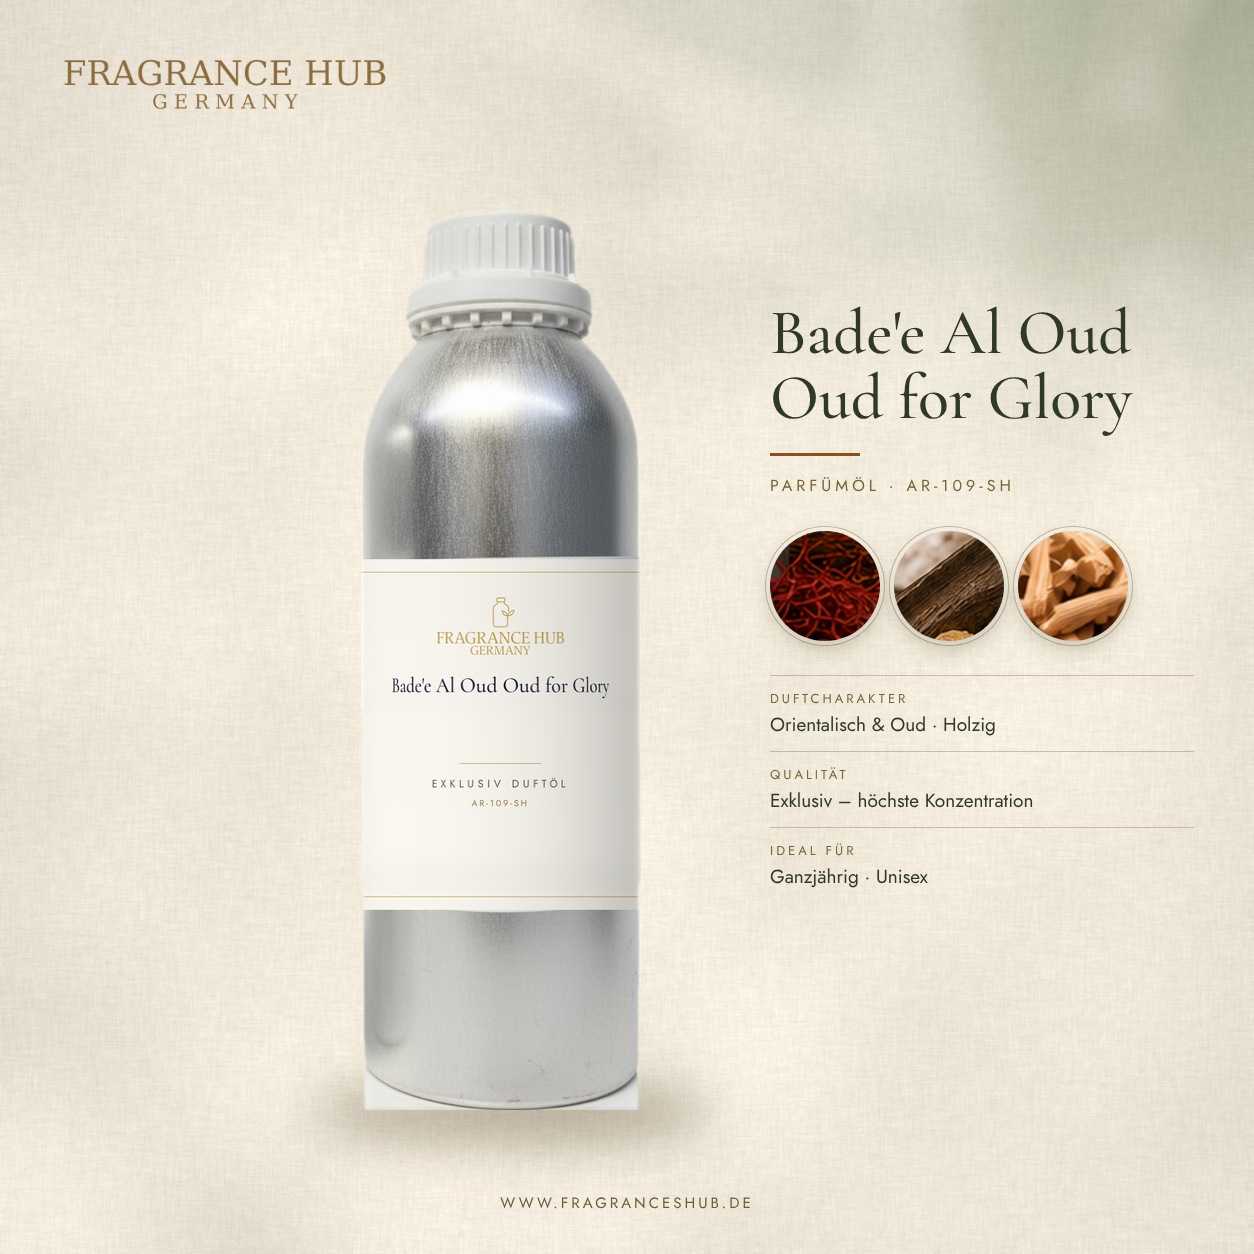 FRAGRANCE HUB
GERMANY
Bade'e Al Oud
Oud for Glory
PARFÜMÖL · AR-109-SH
DUFTCHARAKTER
Orientalisch & Oud · Holzig
QUALITÄT
Exklusiv – höchste Konzentration
IDEAL FÜR
Ganzjährig · Unisex
FRAGRANCE HUB
GERMANY
Bade'e Al Oud Oud for Glory
EXKLUSIV DUFTÖL
AR-109-SH
WWW.FRAGRANCESHUB.DE